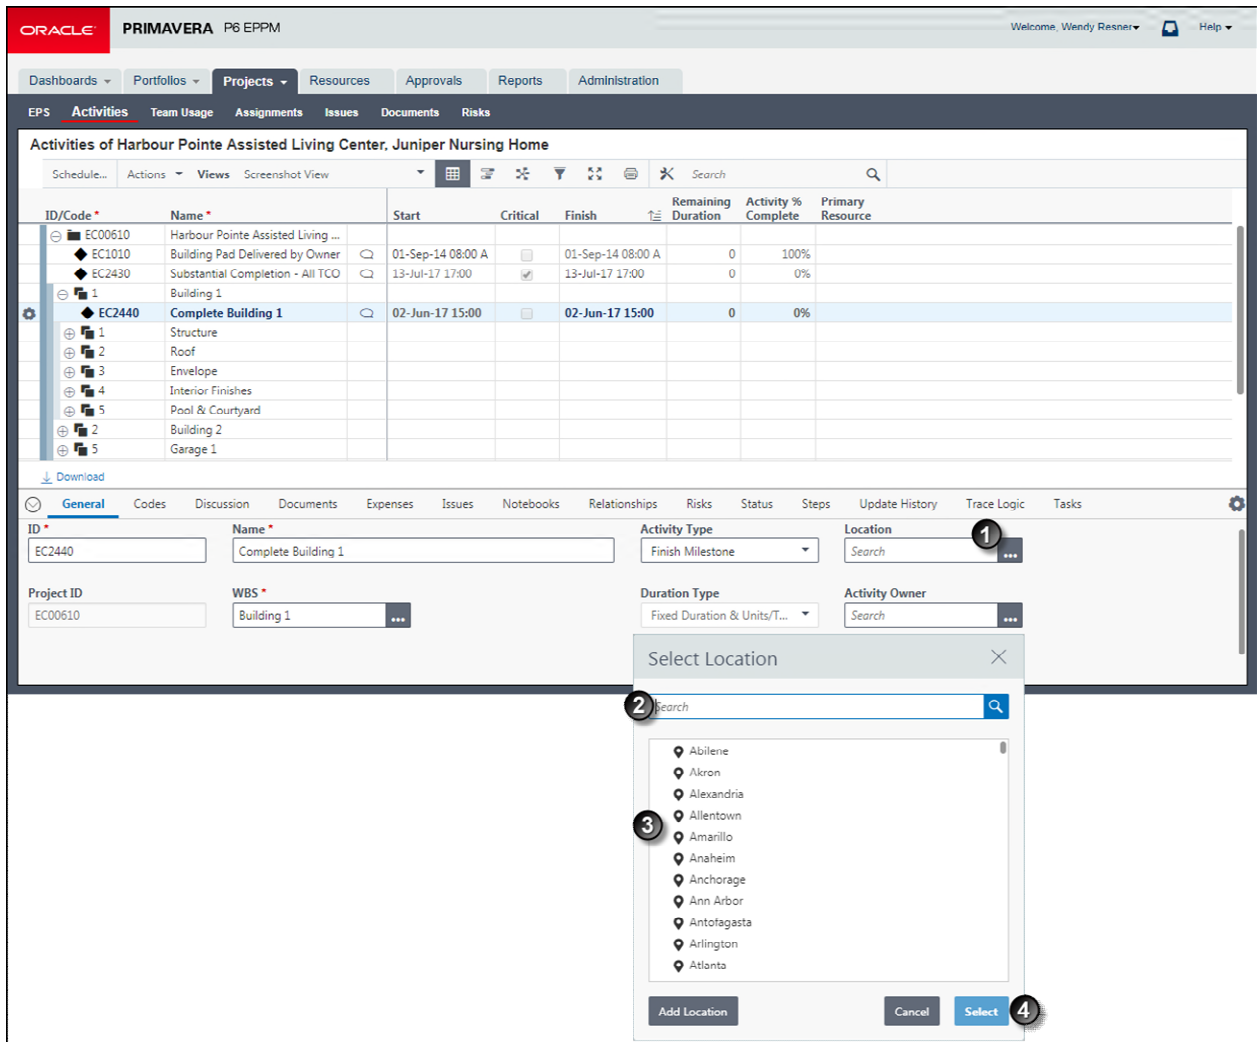 ORACLE PRIMAVERA P6 EPPM Welcome, Wendy Resner Help
Dashboards Portfolios Projects Resources Approvals Reports Administration
EPS Activities Team Usage Assignments Issues Documents Risks
Activities of Harbour Pointe Assisted Living Center, Juniper Nursing Home
Schedule... Actions Views Screenshot View Search
ID/Code * Name * Start Critical Finish Remaining Duration Activity % Complete Primary Resource
EC00610 Harbour Pointe Assisted Living ...
EC1010 Building Pad Delivered by Owner 01-Sep-14 08:00 A 01-Sep-14 08:00 A 0 100%
EC2430 Substantial Completion - All TCO 13-Jul-17 17:00 13-Jul-17 17:00 0 0%
1 Building 1
EC2440 Complete Building 1 02-Jun-17 15:00 02-Jun-17 15:00 0 0%
1 Structure
2 Roof
3 Envelope
4 Interior Finishes
5 Pool & Courtyard
2 Building 2
5 Garage 1
Download
General Codes Discussion Documents Expenses Issues Notebooks Relationships Risks Status Steps Update History Trace Logic Tasks
ID * Name * Activity Type Location
EC2440 Complete Building 1 Finish Milestone Search ... 1
Project ID WBS * Duration Type Activity Owner
EC00610 Building 1 ... Fixed Duration & Units/T... Search ...
Select Location
2 Search
Abilene
Akron
Alexandria
Allentown
3
Amarillo
Anaheim
Anchorage
Ann Arbor
Antofagasta
Arlington
Atlanta
Add Location Cancel Select 4